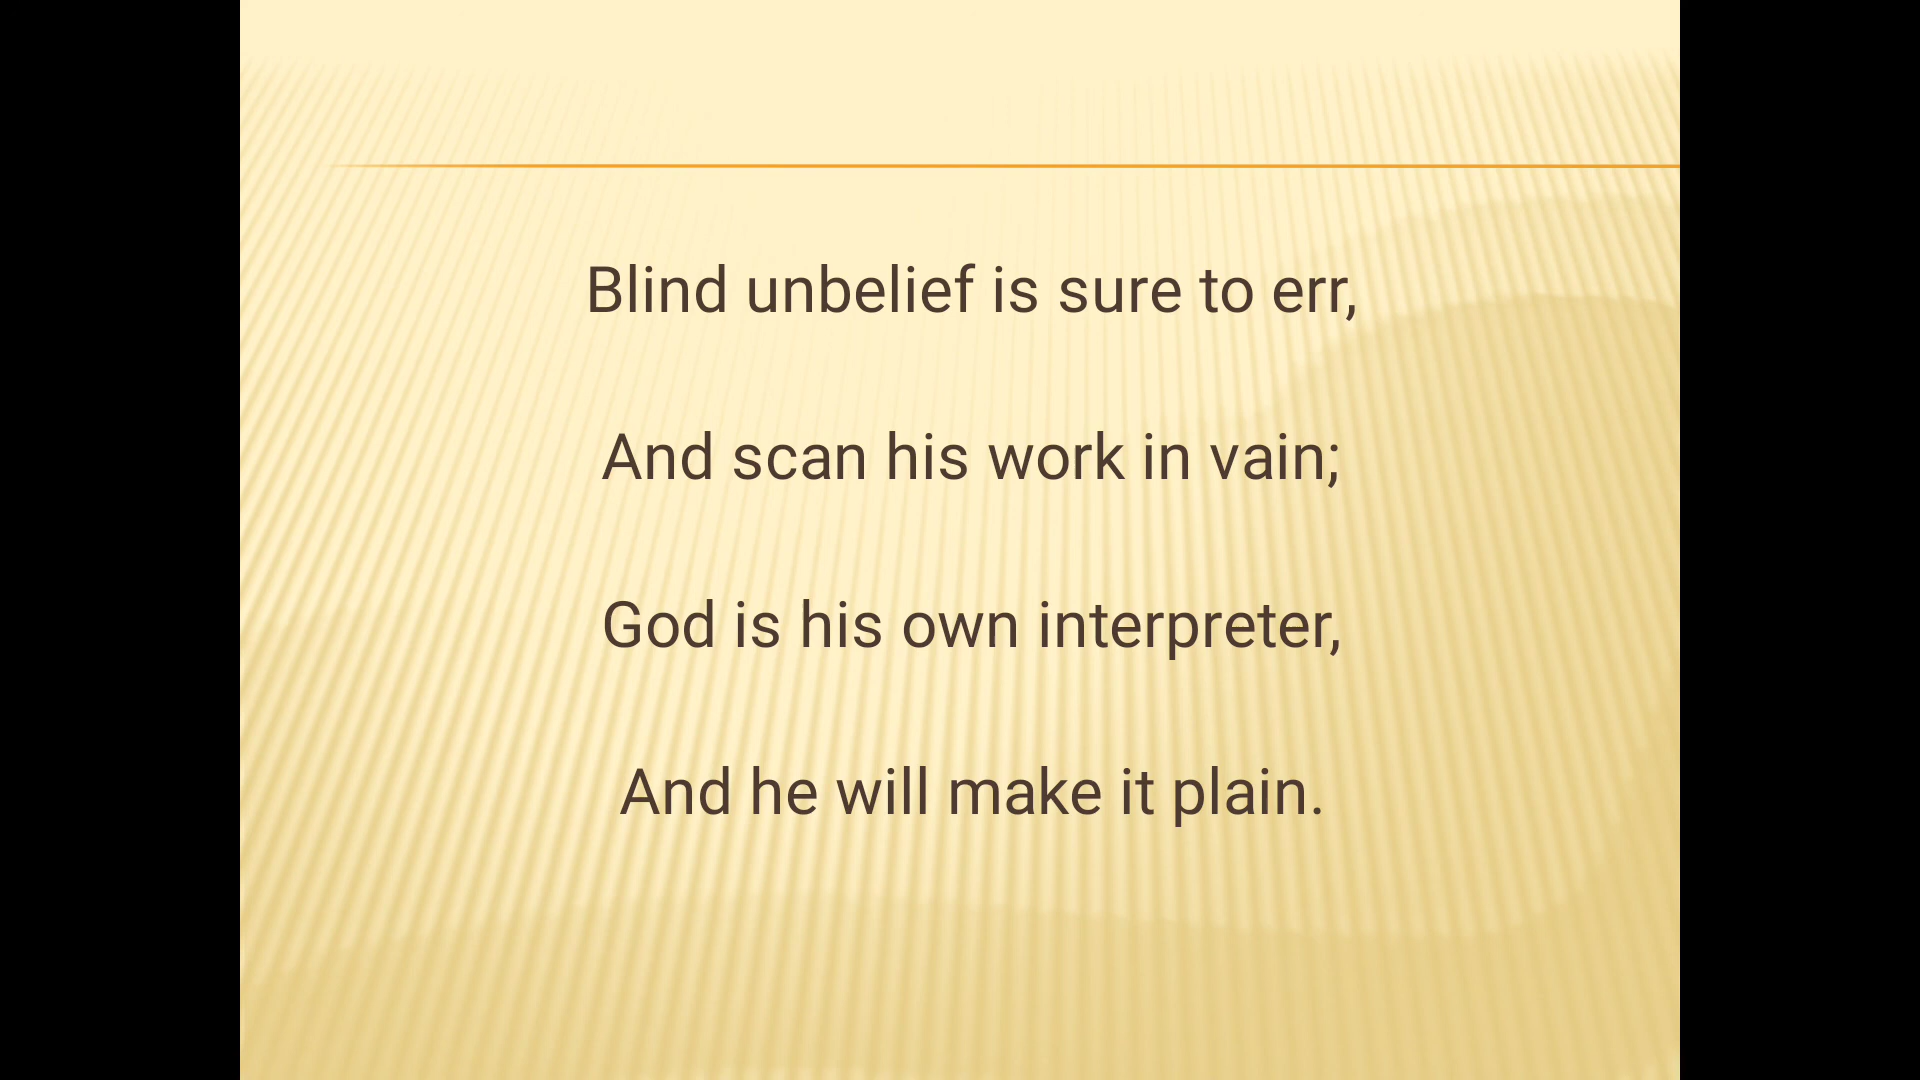 Blind unbelief is sure to err,
And scan his work in vain;
God is his own interpreter,
And he will make it plain.